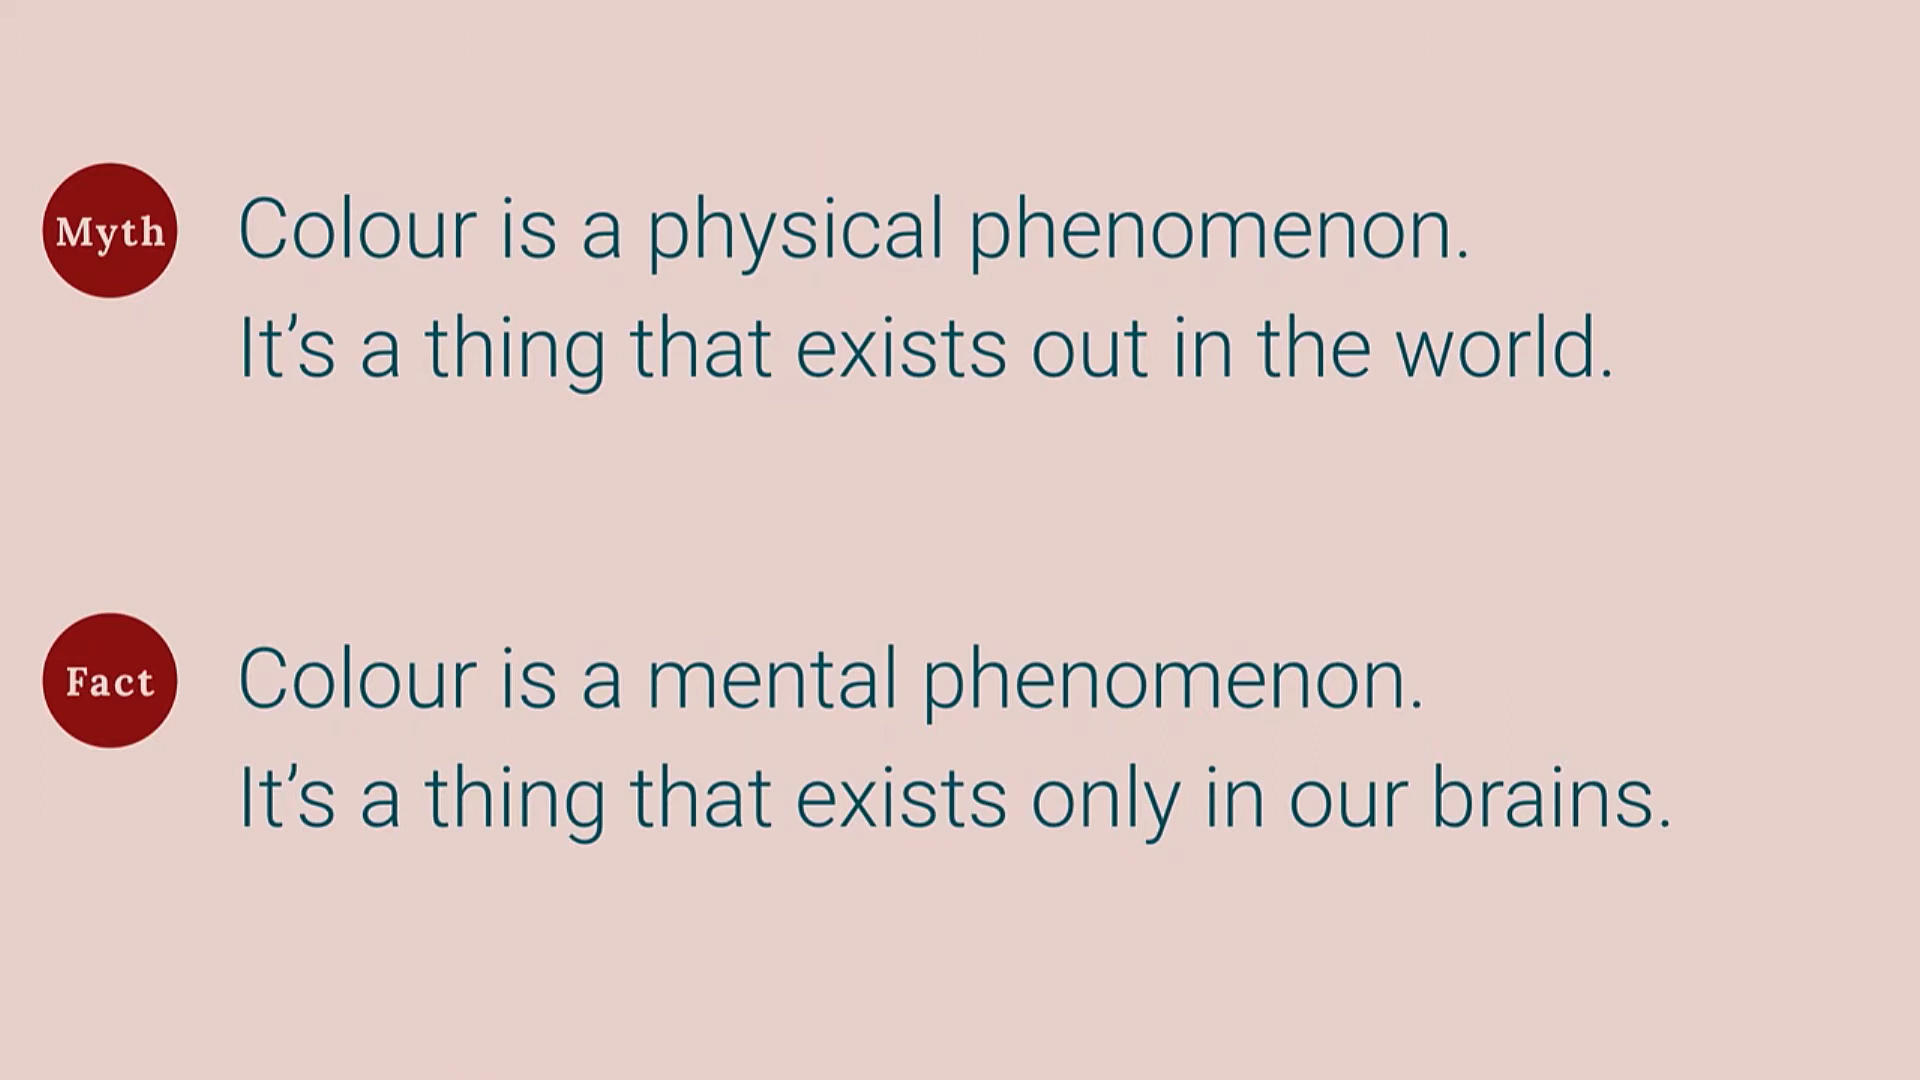 Myth
Colour is a physical phenomenon.
It’s a thing that exists out in the world.
Fact
Colour is a mental phenomenon.
It’s a thing that exists only in our brains.